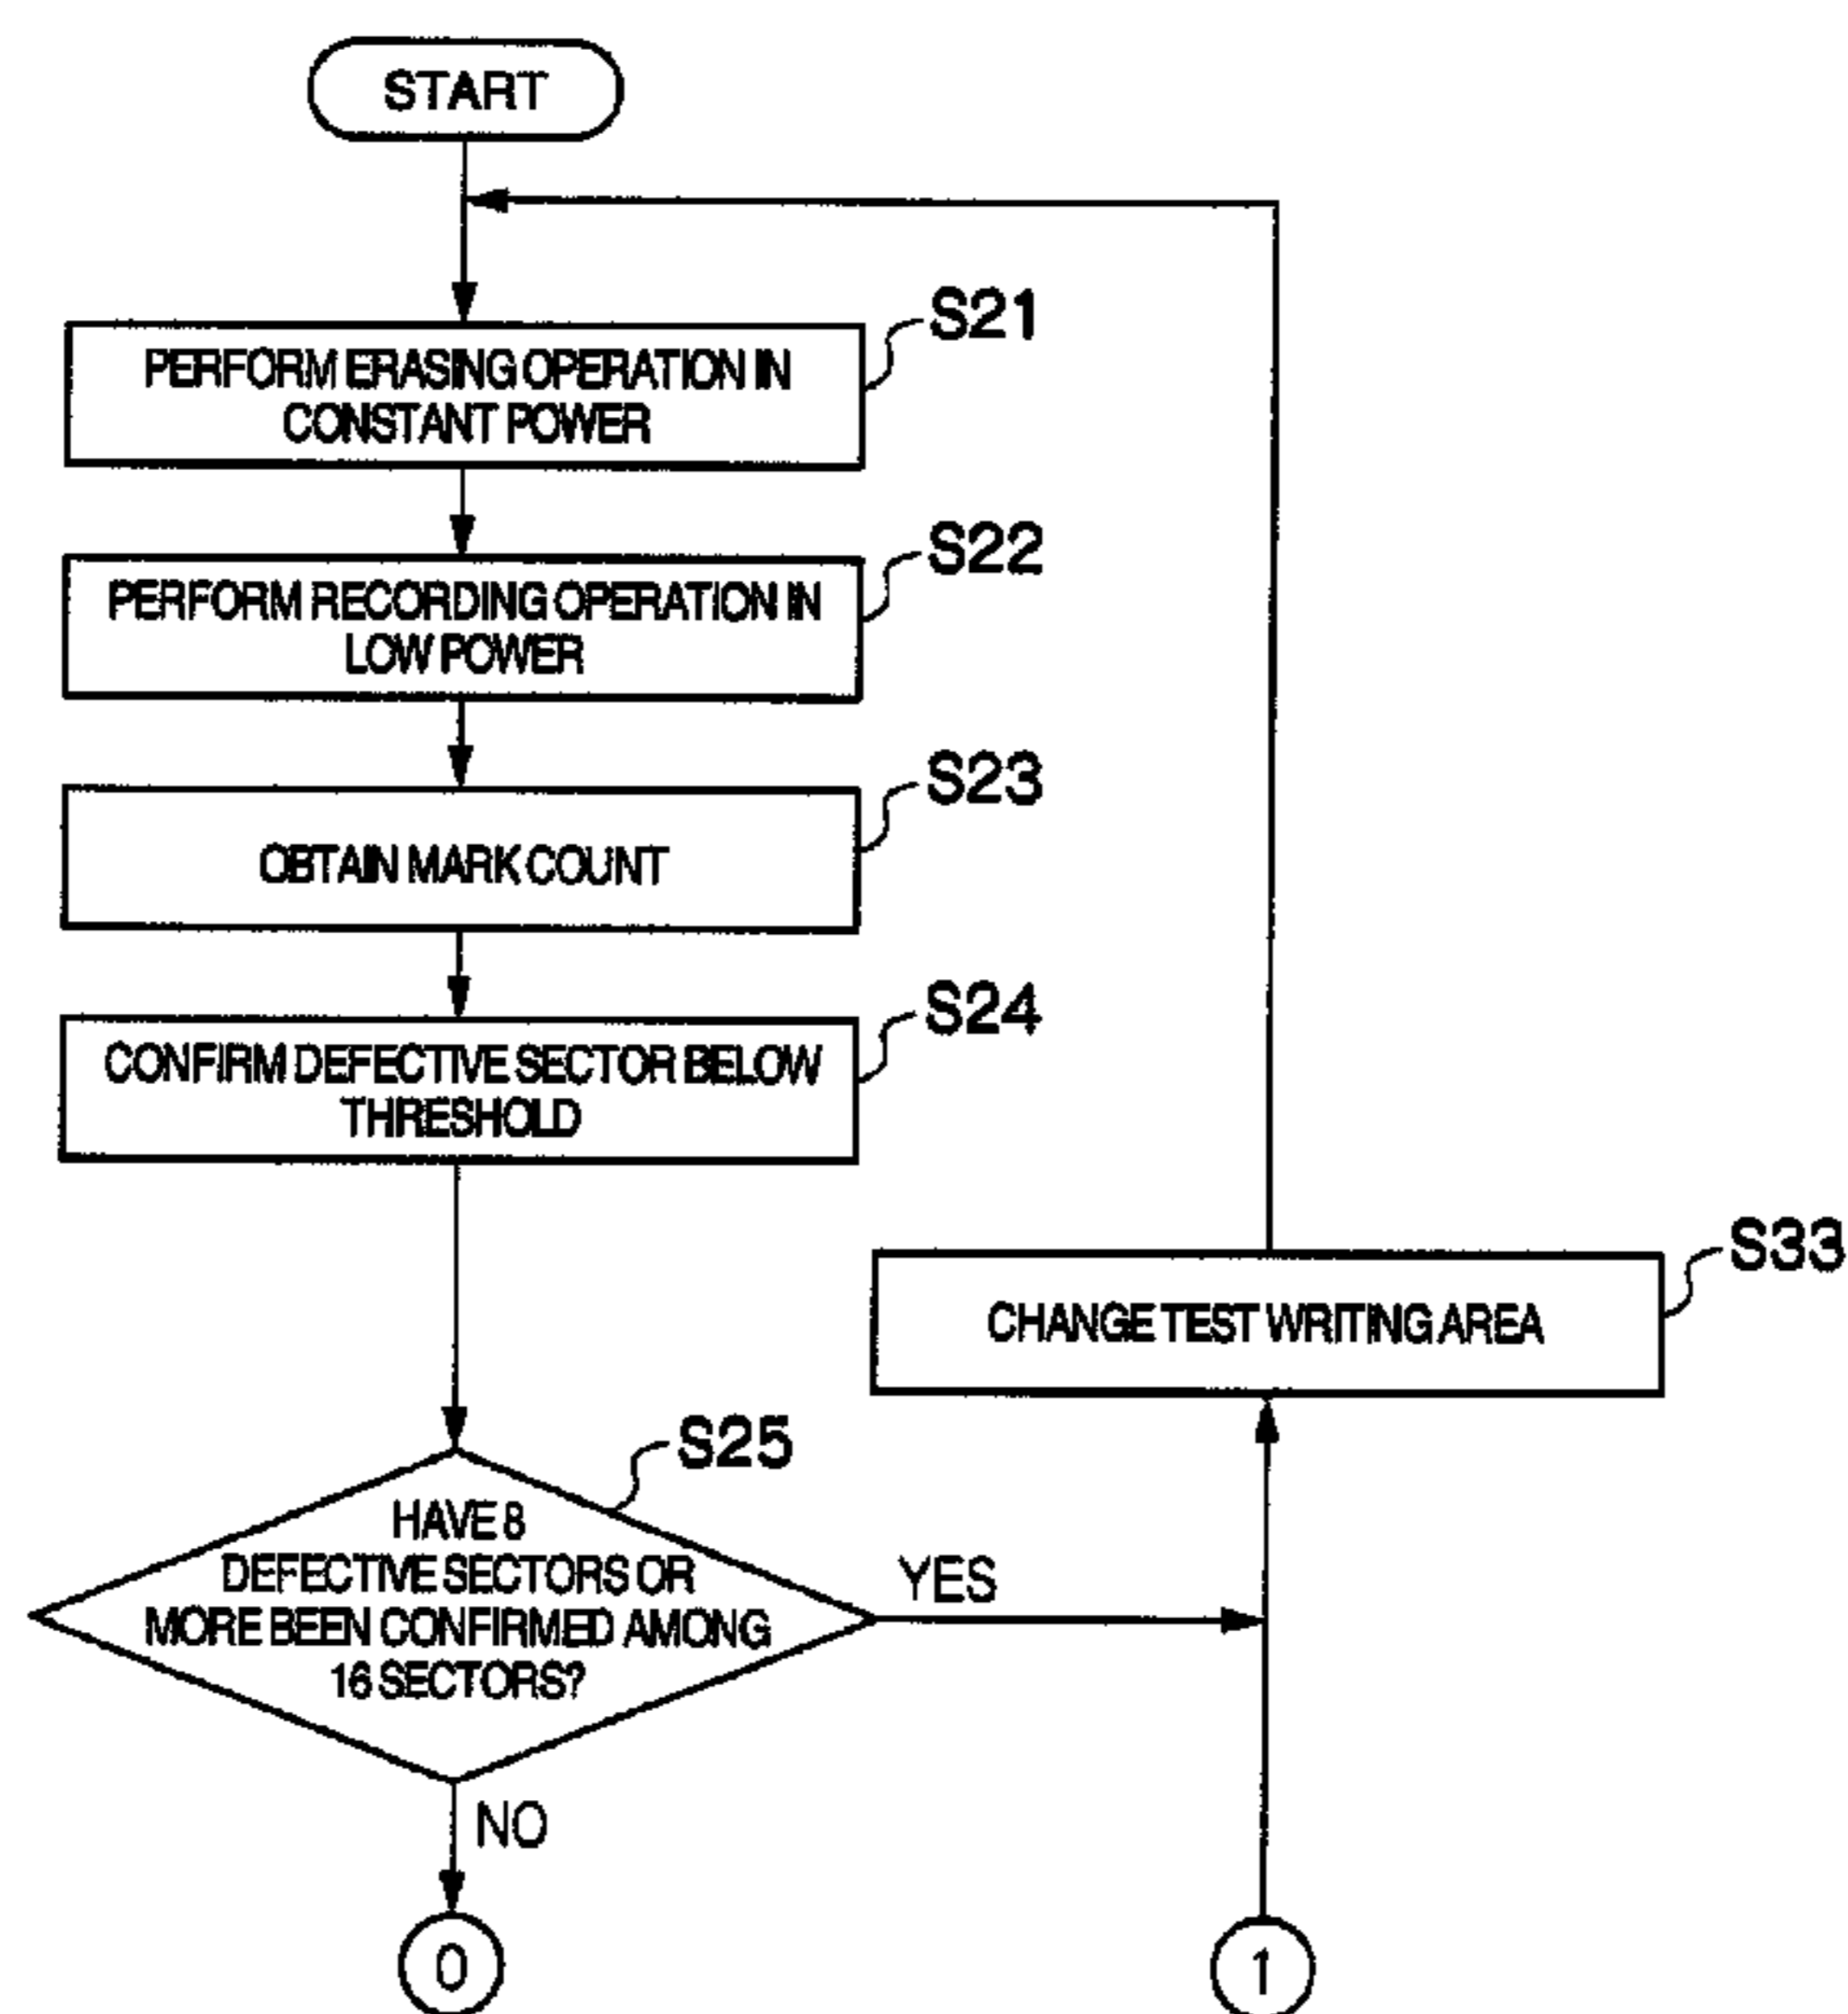 START
S21
PERFORM ERASING OPERATION IN
CONSTANT POWER
S22
PERFORM RECORDING OPERATION IN
LOW POWER
S23
OBTAIN MARK COUNT
S24
CONFIRM DEFECTIVE SECTOR BELOW
THRESHOLD
S33
CHANGE TEST WRITING AREA
S25
HAVE 8
DEFECTIVE SECTORS OR
MORE BEEN CONFIRMED AMONG
16 SECTORS?
YES
NO
0
1